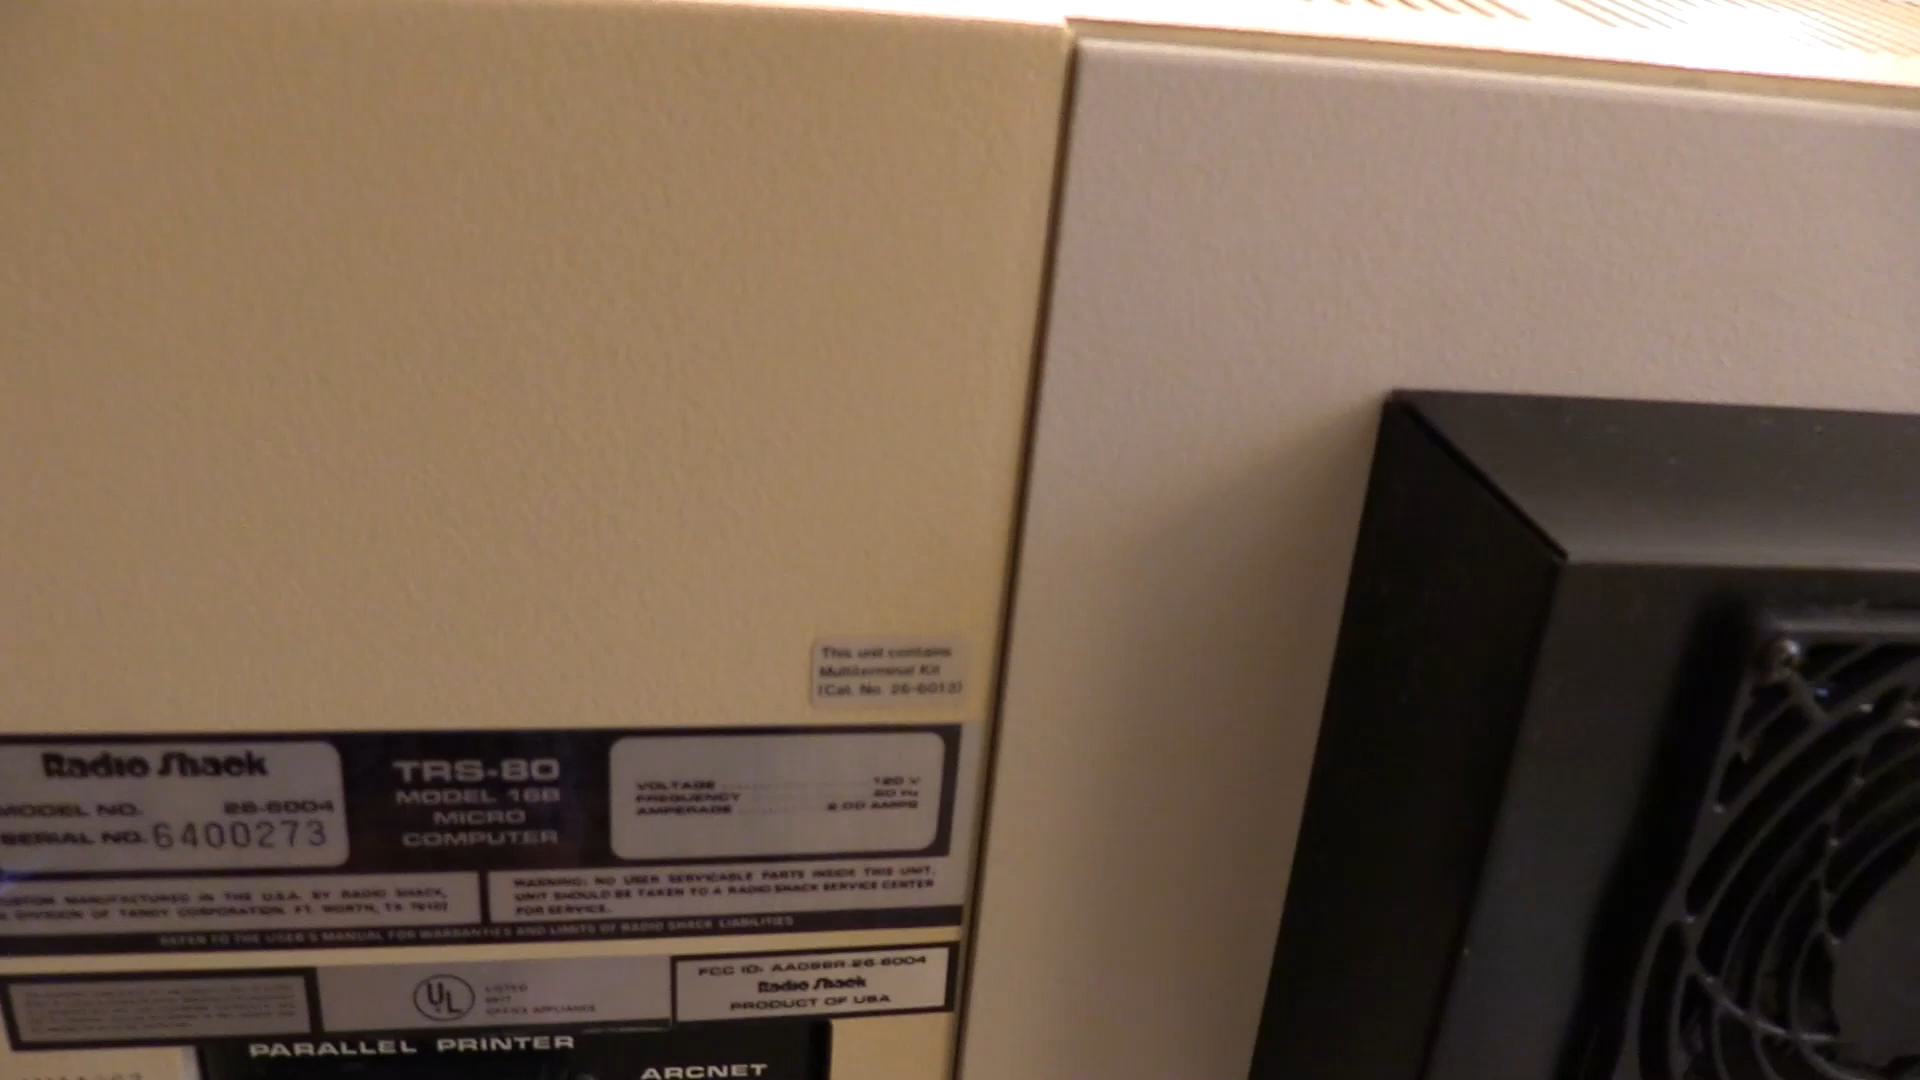 This unit contains
Multiterminal Kit
(Cat. No. 26-6013)
Radio Shack
MODEL NO. 26-6004
SERIAL NO. 6400273
TRS-80
MODEL 16B
MICRO
COMPUTER
VOLTAGE 120 V
FREQUENCY 60 Hz
AMPERAGE 2.00 AMPS
CUSTOM MANUFACTURED IN THE U.S.A. BY RADIO SHACK,
A DIVISION OF TANDY CORPORATION. FT. WORTH, TX 76102
WARNING: NO USER SERVICABLE PARTS INSIDE THIS UNIT,
UNIT SHOULD BE TAKEN TO A RADIO SHACK SERVICE CENTER
FOR SERVICE.
REFER TO THE USER'S MANUAL FOR WARRANTIES AND LIMITS OF RADIO SHACK LIABILITIES
UL
LISTED
OFFICE APPLIANCE
FCC ID: AAO9BR 26-6004
Radio Shack
PRODUCT OF USA
PARALLEL PRINTER
ARCNET